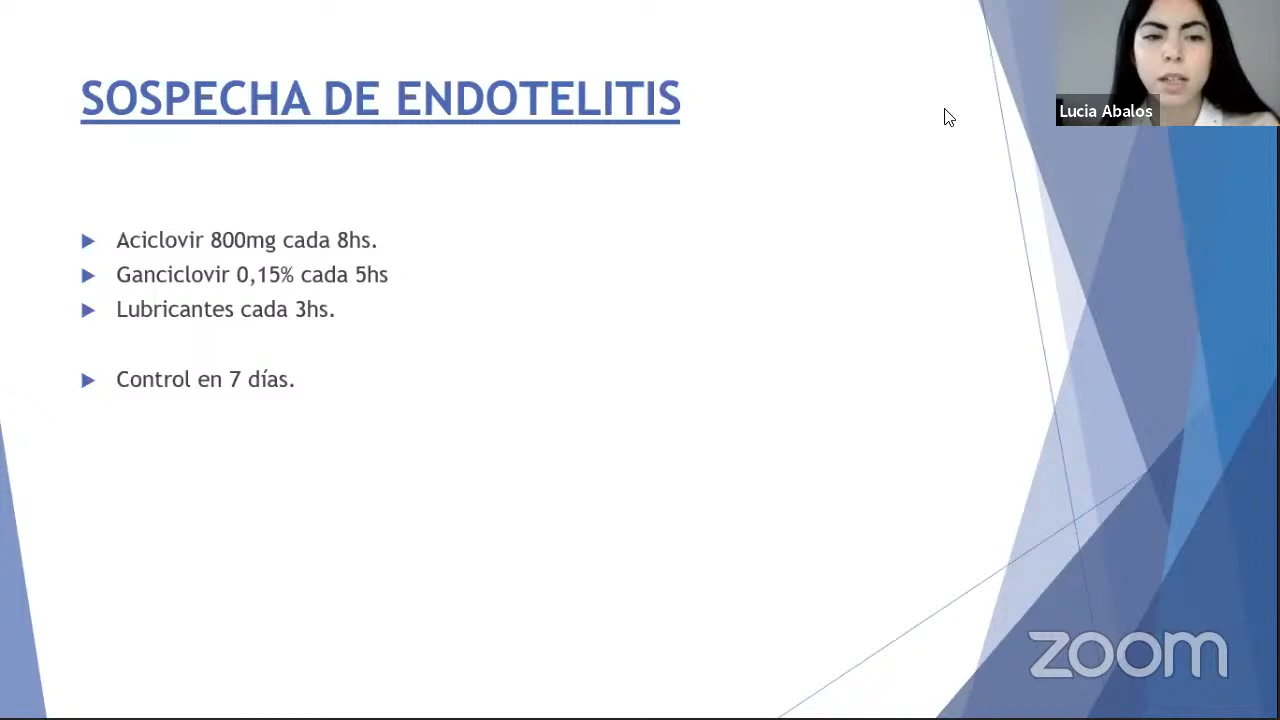 SOSPECHA DE ENDOTELITIS
Lucia Abalos
Aciclovir 800mg cada 8hs.
Ganciclovir 0,15% cada 5hs
Lubricantes cada 3hs.
Control en 7 días.
zoom